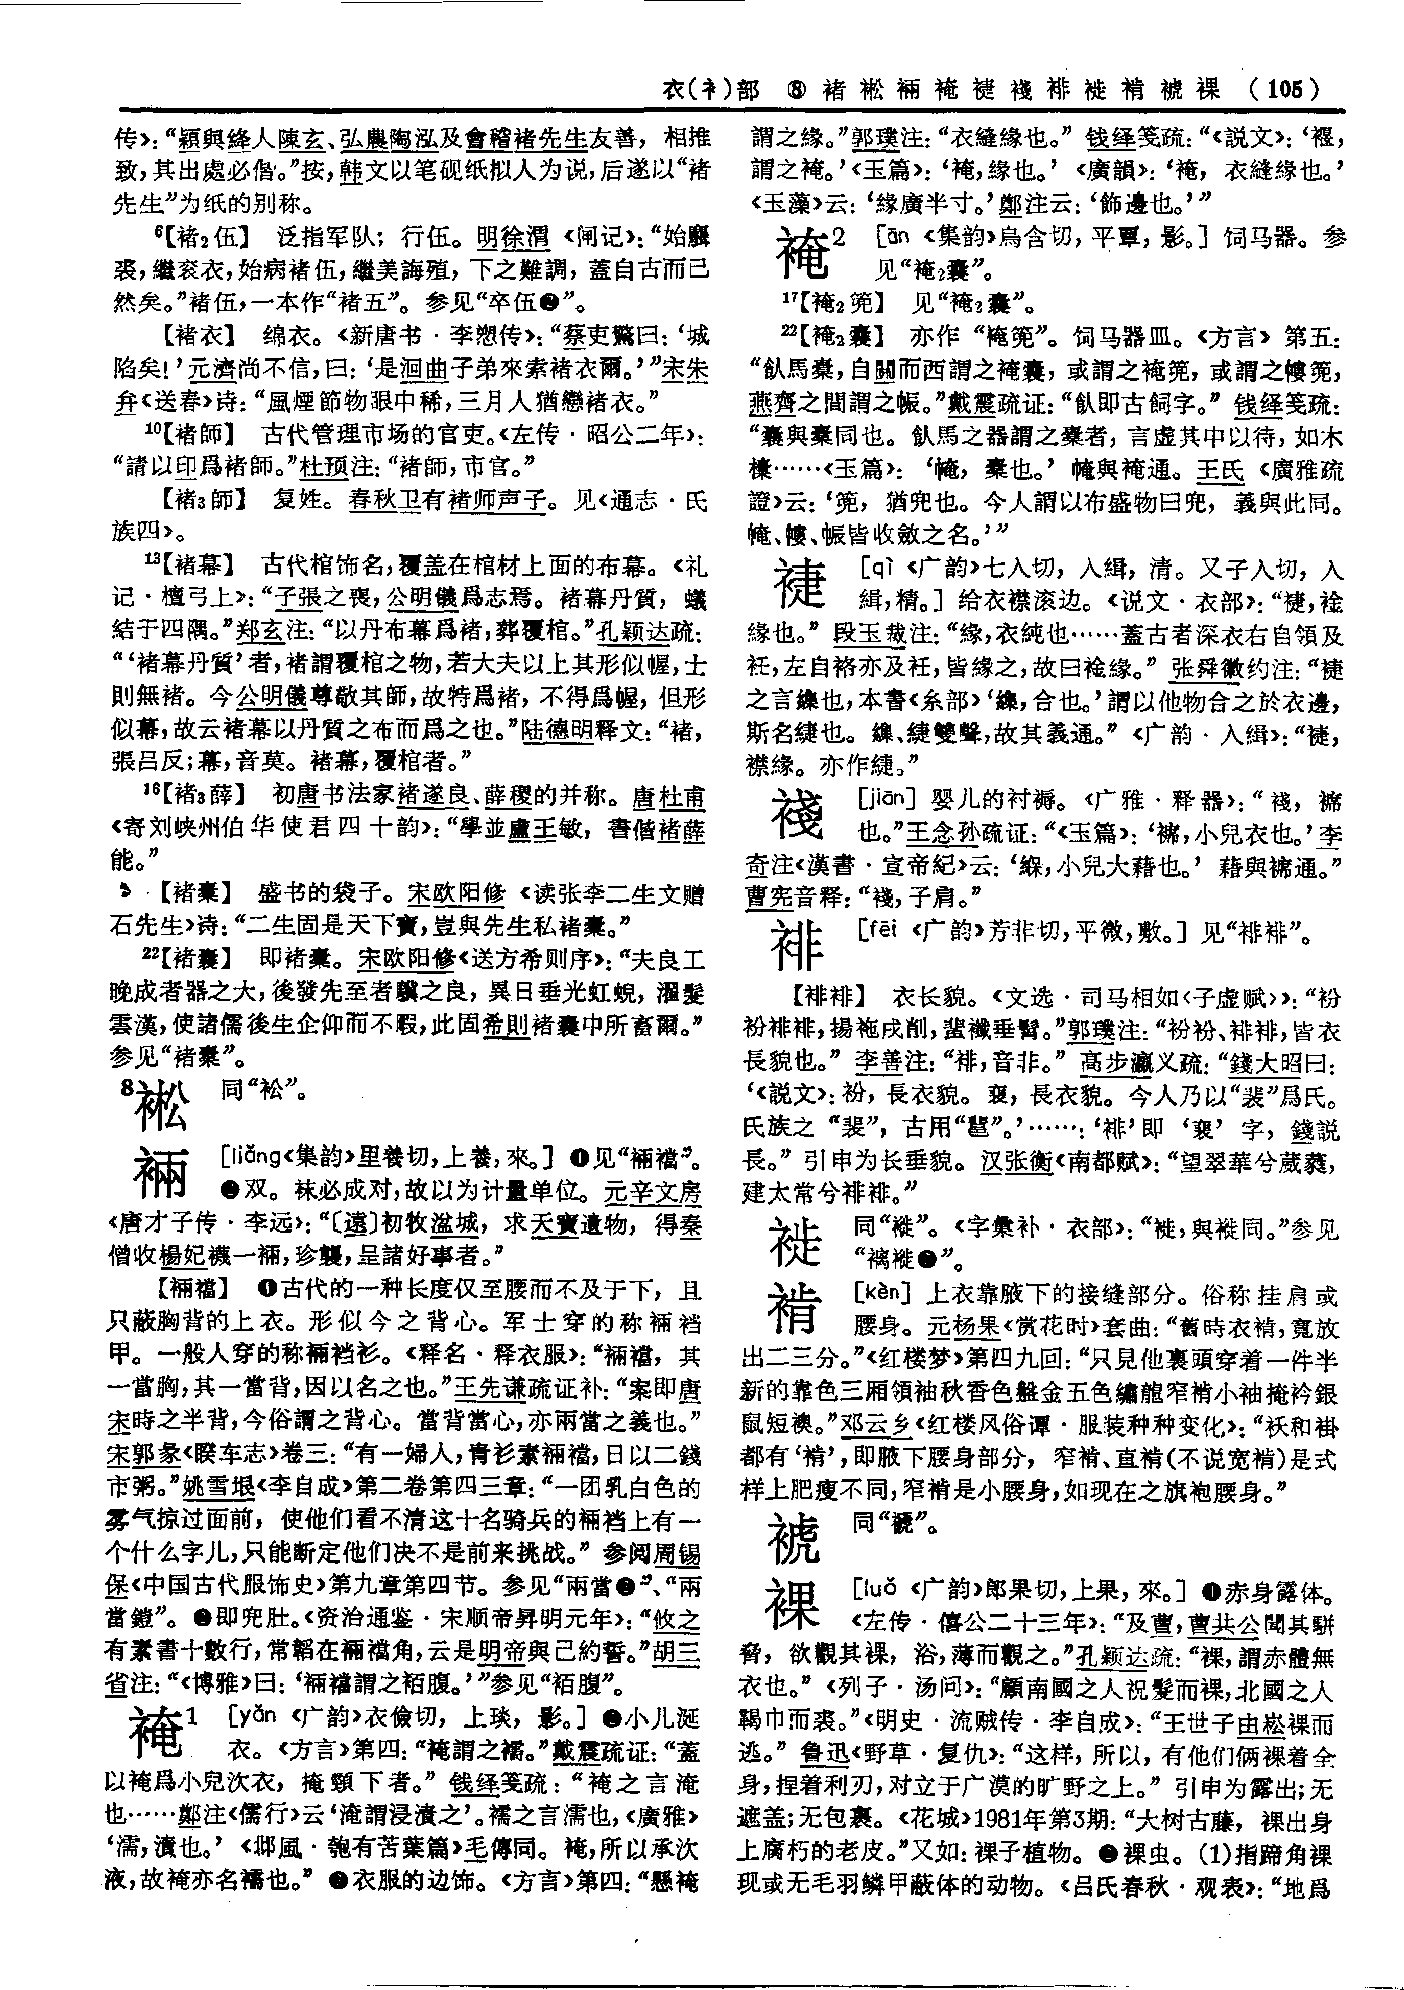 衣(衤)部 ⑧ 褚 裞 裲 裺 褄 褄 裶 褷 褃 褫 裸 (105)
传》：“潁與絳人陳玄、弘農陶泓及會稽褚先生友善，相推
致，其出處必偕。”按，韩文以笔砚纸拟人为说，后遂以“褚
先生”为纸的别称。
6【褚₂伍】 泛指军队；行伍。明徐渭《闸记》：“始襲
裘，繼衮衣，始病褚伍，繼美誨殖，下之難調，蓋自古而已
然矣。”褚伍，一本作“褚五”。参见“卒伍❷”。
【褚衣】 绵衣。《新唐书·李愬传》：“蔡吏驚曰：‘城
陷矣！’元濟尚不信，曰：‘是洄曲子弟來索褚衣爾。’”宋朱
弁《送春》诗：“風煙節物眼中稀，三月人猶戀褚衣。”
10【褚師】 古代管理市场的官吏。《左传·昭公二年》：
“請以印爲褚師。”杜预注：“褚師，市官。”
【褚₃師】 复姓。春秋卫有褚师声子。见《通志·氏
族四》。
13【褚幕】 古代棺饰名，覆盖在棺材上面的布幕。《礼
记·檀弓上》：“子張之喪，公明儀爲志焉。褚幕丹質，蟻
結于四隅。”郑玄注：“以丹布幕爲褚，葬覆棺。”孔颖达疏：
“‘褚幕丹質’者，褚謂覆棺之物，若大夫以上其形似幄，士
則無褚。今公明儀尊敬其師，故特爲褚，不得爲幄，但形
似幕，故云褚幕以丹質之布而爲之也。”陆德明释文：“褚，
張吕反；幕，音莫。褚幕，覆棺者。”
16【褚₃薛】 初唐书法家褚遂良、薛稷的并称。唐杜甫
《寄刘峡州伯华使君四十韵》：“學並盧王敏，書偕褚薛
能。”
【褚橐】 盛书的袋子。宋欧阳修《读张李二生文赠
石先生》诗：“二生固是天下寶，豈與先生私褚橐。”
22【褚囊】 即褚橐。宋欧阳修《送方希则序》：“夫良工
晚成者器之大，後發先至者驥之良，異日垂光虹蜺，濯髮
雲漢，使諸儒後生企仰而不暇，此固希則褚囊中所畜爾。”
参见“褚橐”。
8 䘴 同“衳”。
裲 [liǎng《集韵》里養切，上養，來。] ❶见“裲襠”。
❷双。袜必成对，故以为计量单位。元辛文房
《唐才子传·李远》：“〔遠〕初牧湓城，求天寶遺物，得秦
僧收楊妃襪一裲，珍襲，呈諸好事者。”
【裲襠】 ❶古代的一种长度仅至腰而不及于下，且
只蔽胸背的上衣。形似今之背心。军士穿的称裲裆
甲。一般人穿的称裲裆衫。《释名·释衣服》：“裲襠，其
一當胸，其一當背，因以名之也。”王先谦疏证补：“案即唐
宋時之半背，今俗謂之背心。當背當心，亦兩當之義也。”
宋郭彖《睽车志》卷三：“有一婦人，青衫素裲襠，日以二錢
市粥。”姚雪垠《李自成》第二卷第四三章：“一团乳白色的
雾气掠过面前，使他们看不清这十名骑兵的裲裆上有一
个什么字儿，只能断定他们决不是前来挑战。”参阅周锡
保《中国古代服饰史》第九章第四节。参见“兩當❷”、“兩
當鎧”。❷即兜肚。《资治通鉴·宋顺帝昇明元年》：“攸之
有素書十數行，常韜在裲襠角，云是明帝與己約誓。”胡三
省注：“《博雅》曰：‘裲襠謂之袹腹。’”参见“袹腹”。
裺1 [yǎn《广韵》衣儉切，上琰，影。] ❶小儿涎
衣。《方言》第四：“裺謂之襦。”戴震疏证：“蓋
以裺爲小兒次衣，掩頸下者。”钱绎笺疏：“裺之言淹
也……鄭注《儒行》云‘淹謂浸漬之’。襦之言濡也，《廣雅》
‘濡，漬也。’《邶風·匏有苦葉篇》毛傳同。裺，所以承次
液，故裺亦名襦也。”❷衣服的边饰。《方言》第四：“懸裺
謂之緣。”郭璞注：“衣縫緣也。”钱绎笺疏：“《説文》：‘褗，
謂之裺。’《玉篇》：‘裺，緣也。’《廣韻》：‘裺，衣縫緣也。’
《玉藻》云：‘緣廣半寸。’鄭注云：‘飾邊也。’”
裺2 [ān《集韵》烏含切，平覃，影。] 饲马器。参
见“裺₂囊”。
17【裺₂篼】 见“裺₂囊”。
22【裺₂囊】 亦作“裺篼”。饲马器皿。《方言》第五：
“飤馬橐，自關而西謂之裺囊，或謂之裺篼，或謂之㡞篼，
燕齊之間謂之帳。”戴震疏证：“飤即古飼字。”钱绎笺疏：
“囊與橐同也。飤馬之器謂之橐者，言虚其中以待，如木
㯻……《玉篇》：‘㡋，橐也。’㡋與裺通。王氏《廣雅疏
證》云：‘篼，猶兜也。今人謂以布盛物曰兜，義與此同。
㡋、㡞、帳皆收斂之名。’”
䙀 [qì《广韵》七入切，入緝，清。又子入切，入
緝，精。] 给衣襟滚边。《说文·衣部》：“䙀，裣
緣也。”段玉裁注：“緣，衣純也……蓋古者深衣右自領及
衽，左自袼亦及衽，皆緣之，故曰裣緣。”张舜徽约注：“䙀
之言緁也，本書《糸部》‘緁，合也。’謂以他物合之於衣邊，
斯名緁也。緁、緁雙聲，故其義通。”《广韵·入緝》：“䙀，
襟緣。亦作緁。”
䙁 [jiān] 婴儿的衬褥。《广雅·释器》：“䙁，褯
也。”王念孙疏证：“《玉篇》：‘褯，小兒衣也。’李
奇注《漢書·宣帝紀》云：‘緥，小兒大藉也。’藉與褯通。”
曹宪音释：“䙁，子肩。”
裶 [fēi《广韵》芳非切，平微，敷。] 见“裶裶”。
【裶裶】 衣长貌。《文选·司马相如〈子虚赋〉》：“衯
衯裶裶，揚袘戌削，蜚襳垂髾。”郭璞注：“衯衯、裶裶，皆衣
長貌也。”李善注：“裶，音非。”高步瀛义疏：“錢大昭曰：
‘《説文》：衯，長衣貌。裵，長衣貌。今人乃以“裴”爲氏。
氏族之“裴”，古用“䛒”。’……：‘裶’即‘裵’字，錢説
長。”引申为长垂貌。汉张衡《南都赋》：“望翠華兮葳蕤，
建太常兮裶裶。”
同“褷”。《字彙补·衣部》：“䙀，與褷同。”参见
“褵褷❶”。
褃 [kèn] 上衣靠腋下的接缝部分。俗称挂肩或
腰身。元杨果《赏花时》套曲：“舊時衣褃，寬放
出二三分。”《红楼梦》第四九回：“只見他裏頭穿着一件半
新的靠色三厢領袖秋香色盤金五色繡龍窄褃小袖掩衿銀
鼠短襖。”邓云乡《红楼风俗谭·服装种种变化》：“袄和褂
都有‘褃’，即腋下腰身部分，窄褃、直褃(不说宽褃)是式
样上肥瘦不同，窄褃是小腰身，如现在之旗袍腰身。”
同“褫”。
裸 [luǒ《广韵》郎果切，上果，來。] ❶赤身露体。
《左传·僖公二十三年》：“及曹，曹共公聞其駢
脅，欲觀其裸，浴，薄而觀之。”孔颖达疏：“裸，謂赤體無
衣也。”《列子·汤问》：“顧南國之人祝髮而裸，北國之人
鞨巾而裘。”《明史·流贼传·李自成》：“王世子由崧裸而
逃。”鲁迅《野草·复仇》：“这样，所以，有他们俩裸着全
身，捏着利刃，对立于广漠的旷野之上。”引申为露出；无
遮盖；无包裹。《花城》1981年第3期：“大树古藤，裸出身
上腐朽的老皮。”又如：裸子植物。❷裸虫。(1)指蹄角裸
现或无毛羽鳞甲蔽体的动物。《吕氏春秋·观表》：“地爲